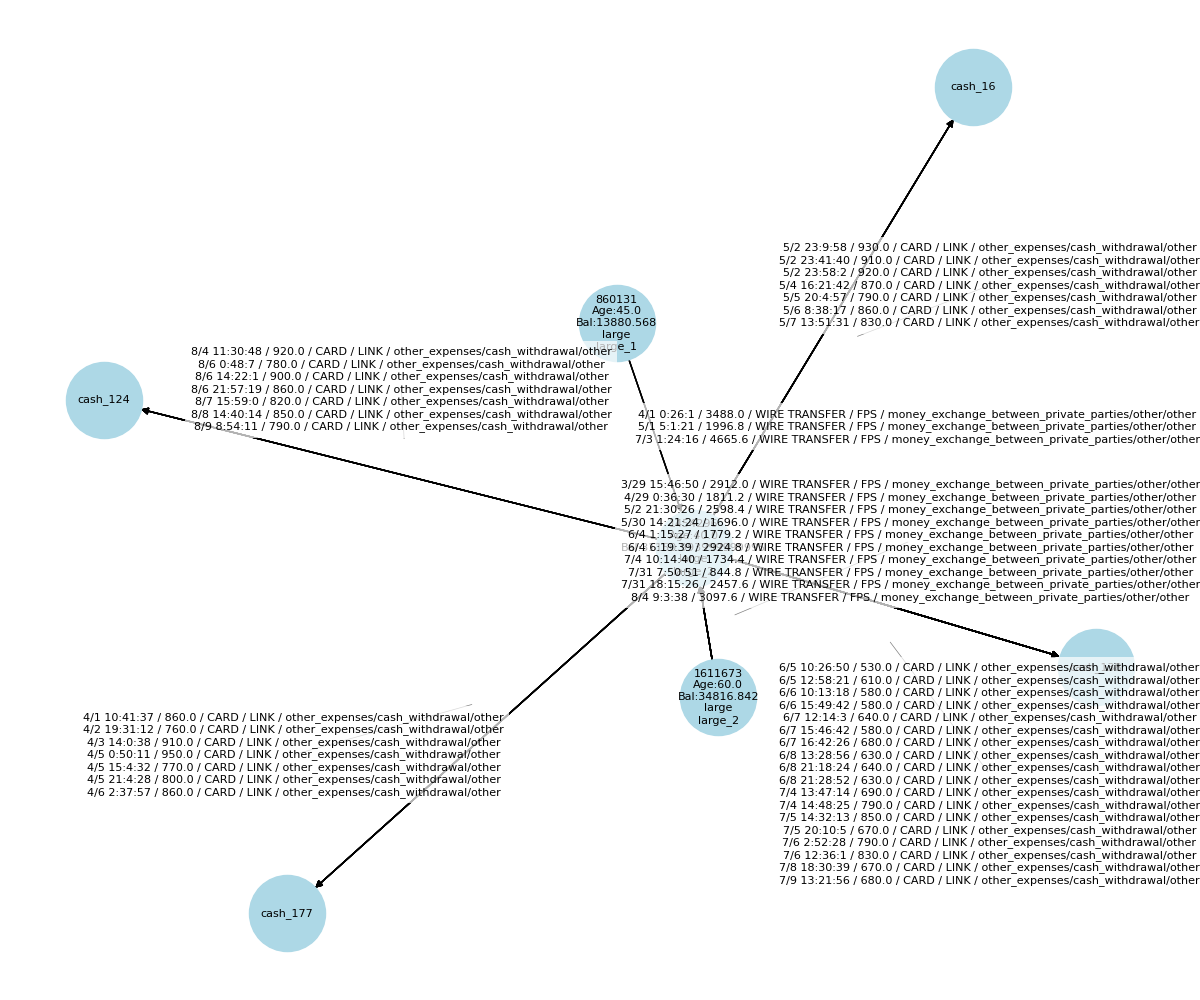 cash_16
5/2 23:9:58 / 930.0 / CARD / LINK / other_expenses/cash_withdrawal/other
5/2 23:41:40 / 910.0 / CARD / LINK / other_expenses/cash_withdrawal/other
5/2 23:58:2 / 920.0 / CARD / LINK / other_expenses/cash_withdrawal/other
5/4 16:21:42 / 870.0 / CARD / LINK / other_expenses/cash_withdrawal/other
5/5 20:4:57 / 790.0 / CARD / LINK / other_expenses/cash_withdrawal/other
5/6 8:38:17 / 860.0 / CARD / LINK / other_expenses/cash_withdrawal/other
5/7 13:51:31 / 830.0 / CARD / LINK / other_expenses/cash_withdrawal/other
860131
Age:45.0
Bal:13880.568
large
large_1
8/4 11:30:48 / 920.0 / CARD / LINK / other_expenses/cash_withdrawal/other
8/6 0:48:7 / 780.0 / CARD / LINK / other_expenses/cash_withdrawal/other
8/6 14:22:1 / 900.0 / CARD / LINK / other_expenses/cash_withdrawal/other
8/6 21:57:19 / 860.0 / CARD / LINK / other_expenses/cash_withdrawal/other
8/7 15:59:0 / 820.0 / CARD / LINK / other_expenses/cash_withdrawal/other
8/8 14:40:14 / 850.0 / CARD / LINK / other_expenses/cash_withdrawal/other
8/9 8:54:11 / 790.0 / CARD / LINK / other_expenses/cash_withdrawal/other
cash_124
4/1 0:26:1 / 3488.0 / WIRE TRANSFER / FPS / money_exchange_between_private_parties/other/other
5/1 5:1:21 / 1996.8 / WIRE TRANSFER / FPS / money_exchange_between_private_parties/other/other
7/3 1:24:16 / 4665.6 / WIRE TRANSFER / FPS / money_exchange_between_private_parties/other/other
3/29 15:46:50 / 2912.0 / WIRE TRANSFER / FPS / money_exchange_between_private_parties/other/other
4/29 0:36:30 / 1811.2 / WIRE TRANSFER / FPS / money_exchange_between_private_parties/other/other
5/2 21:30:26 / 2598.4 / WIRE TRANSFER / FPS / money_exchange_between_private_parties/other/other
5/30 14:21:24 / 1696.0 / WIRE TRANSFER / FPS / money_exchange_between_private_parties/other/other
6/4 1:15:27 / 1779.2 / WIRE TRANSFER / FPS / money_exchange_between_private_parties/other/other
6/4 6:19:39 / 2924.8 / WIRE TRANSFER / FPS / money_exchange_between_private_parties/other/other
7/4 10:14:40 / 1734.4 / WIRE TRANSFER / FPS / money_exchange_between_private_parties/other/other
7/31 7:50:51 / 844.8 / WIRE TRANSFER / FPS / money_exchange_between_private_parties/other/other
7/31 18:15:26 / 2457.6 / WIRE TRANSFER / FPS / money_exchange_between_private_parties/other/other
8/4 9:3:38 / 3097.6 / WIRE TRANSFER / FPS / money_exchange_between_private_parties/other/other
1611673
Age:60.0
Bal:34816.842
large
large_2
6/5 10:26:50 / 530.0 / CARD / LINK / other_expenses/cash_withdrawal/other
6/5 12:58:21 / 610.0 / CARD / LINK / other_expenses/cash_withdrawal/other
6/6 10:13:18 / 580.0 / CARD / LINK / other_expenses/cash_withdrawal/other
6/6 15:49:42 / 580.0 / CARD / LINK / other_expenses/cash_withdrawal/other
6/7 12:14:3 / 640.0 / CARD / LINK / other_expenses/cash_withdrawal/other
6/7 15:46:42 / 580.0 / CARD / LINK / other_expenses/cash_withdrawal/other
6/7 16:42:26 / 680.0 / CARD / LINK / other_expenses/cash_withdrawal/other
6/8 13:28:56 / 630.0 / CARD / LINK / other_expenses/cash_withdrawal/other
6/8 21:18:24 / 640.0 / CARD / LINK / other_expenses/cash_withdrawal/other
6/8 21:28:52 / 630.0 / CARD / LINK / other_expenses/cash_withdrawal/other
7/4 13:47:14 / 690.0 / CARD / LINK / other_expenses/cash_withdrawal/other
7/4 14:48:25 / 790.0 / CARD / LINK / other_expenses/cash_withdrawal/other
7/5 14:32:13 / 850.0 / CARD / LINK / other_expenses/cash_withdrawal/other
7/5 20:10:5 / 670.0 / CARD / LINK / other_expenses/cash_withdrawal/other
7/6 2:52:28 / 790.0 / CARD / LINK / other_expenses/cash_withdrawal/other
7/6 12:36:1 / 830.0 / CARD / LINK / other_expenses/cash_withdrawal/other
7/8 18:30:39 / 670.0 / CARD / LINK / other_expenses/cash_withdrawal/other
7/9 13:21:56 / 680.0 / CARD / LINK / other_expenses/cash_withdrawal/other
4/1 10:41:37 / 860.0 / CARD / LINK / other_expenses/cash_withdrawal/other
4/2 19:31:12 / 760.0 / CARD / LINK / other_expenses/cash_withdrawal/other
4/3 14:0:38 / 910.0 / CARD / LINK / other_expenses/cash_withdrawal/other
4/5 0:50:11 / 950.0 / CARD / LINK / other_expenses/cash_withdrawal/other
4/5 15:4:32 / 770.0 / CARD / LINK / other_expenses/cash_withdrawal/other
4/5 21:4:28 / 800.0 / CARD / LINK / other_expenses/cash_withdrawal/other
4/6 2:37:57 / 860.0 / CARD / LINK / other_expenses/cash_withdrawal/other
cash_177